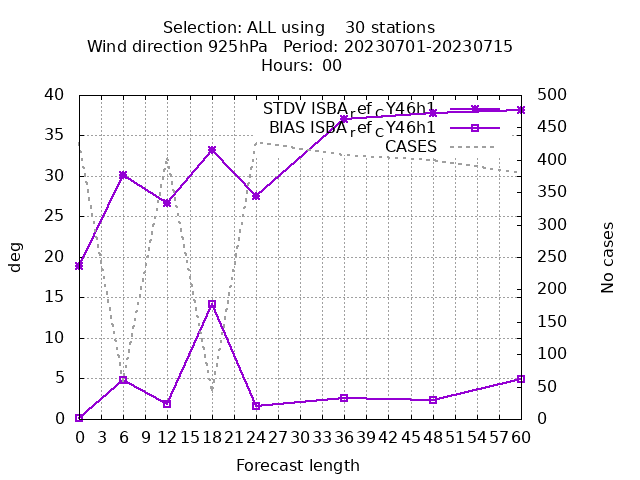 Selection: ALL using    30 stations
Wind direction 925hPa   Period: 20230701-20230715
Hours: 00
STDV ISBA_ref_CY46h1
BIAS ISBA_ref_CY46h1
CASES
40
35
30
25
20
15
10
5
0
deg
500
450
400
350
300
250
200
150
100
50
0
No cases
0 3 6 9 12 15 18 21 24 27 30 33 36 39 42 45 48 51 54 57 60
Forecast length